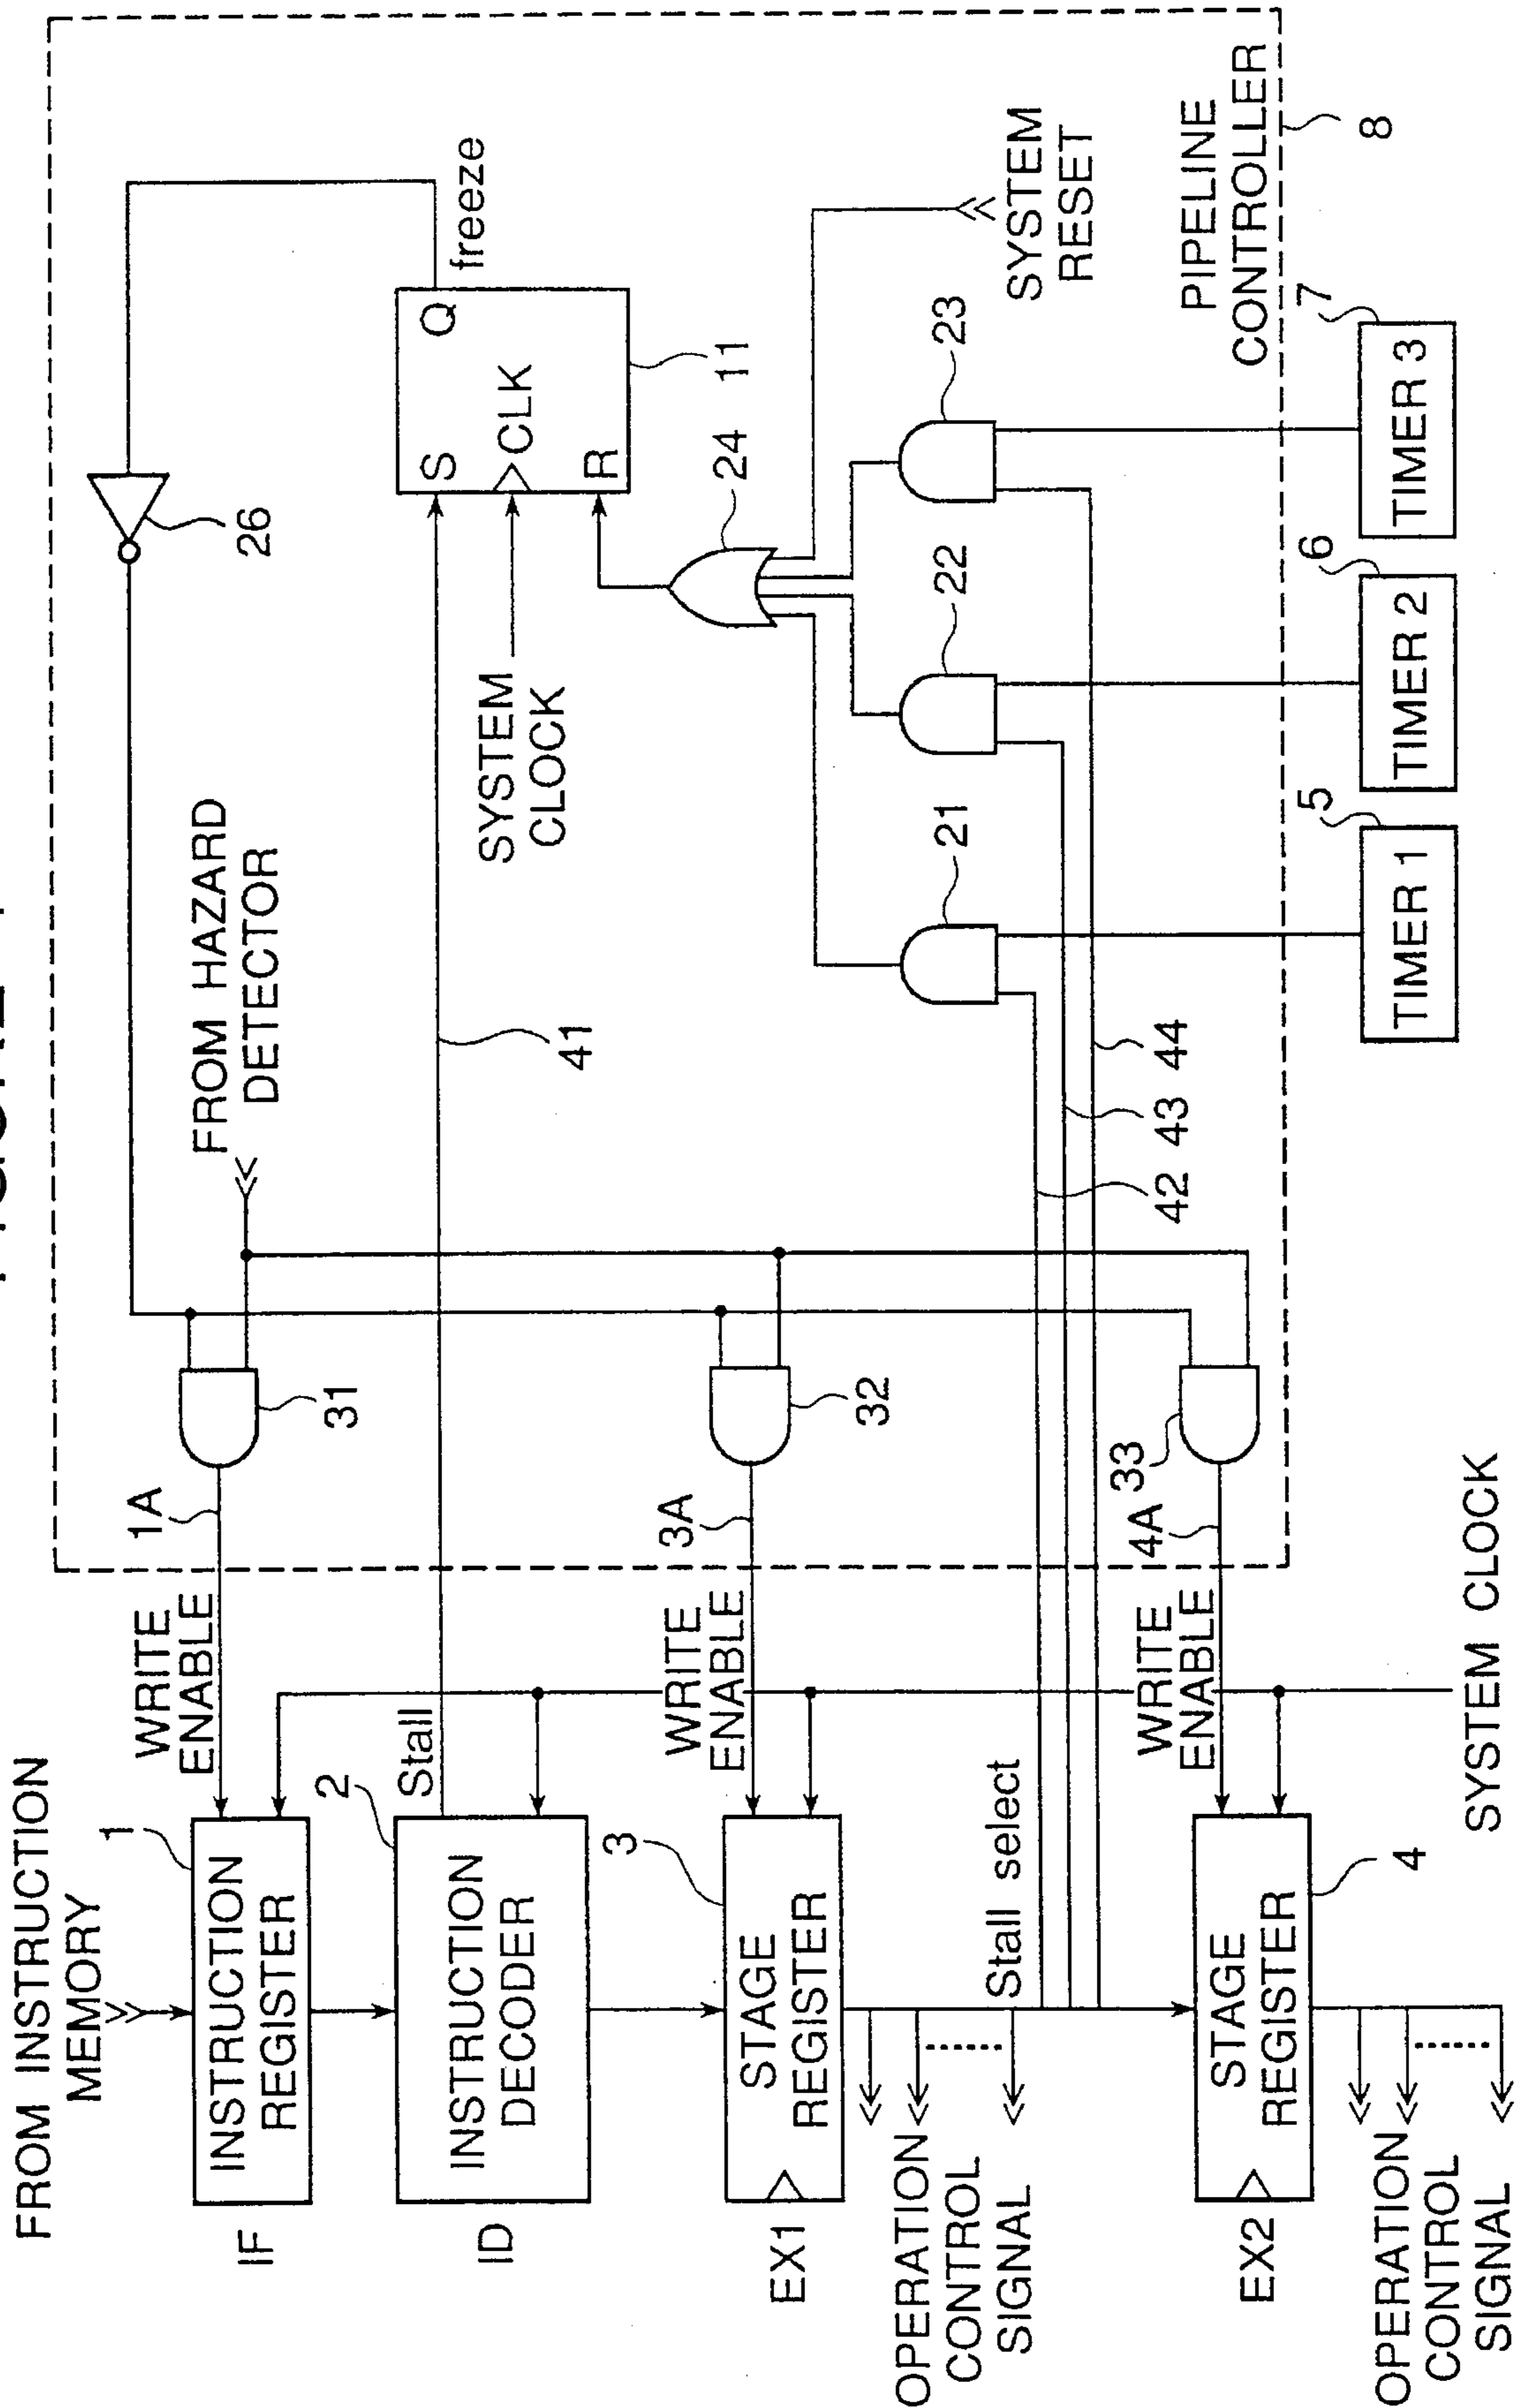 FROM INSTRUCTION
MEMORY
IF
INSTRUCTION
REGISTER
1
WRITE
ENABLE
1A
31
FROM HAZARD
DETECTOR
26
ID
INSTRUCTION
DECODER
2
Stall
41
SYSTEM
CLOCK
S
CLK
R
Q
freeze
11
EX1
STAGE
REGISTER
3
WRITE
ENABLE
3A
32
24
OPERATION
CONTROL
SIGNAL
Stall select
42
43
44
21
22
23
SYSTEM
RESET
EX2
STAGE
REGISTER
4
WRITE
ENABLE
4A
33
PIPELINE
CONTROLLER
8
OPERATION
CONTROL
SIGNAL
SYSTEM CLOCK
TIMER 1
5
TIMER 2
6
TIMER 3
7